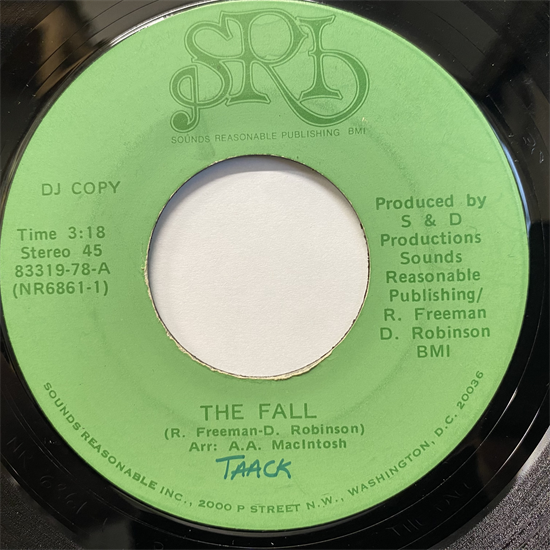 SRI
SOUNDS REASONABLE PUBLISHING BMI
DJ COPY
Time 3:18
Stereo 45
83319-78-A
(NR6861-1)
Produced by
S & D
Productions
Sounds
Reasonable
Publishing/
R. Freeman
D. Robinson
BMI
THE FALL
(R. Freeman-D. Robinson)
Arr: A.A. MacIntosh
TAACK
SOUNDS REASONABLE INC., 2000 P STREET N.W., WASHINGTON, D.C. 20036